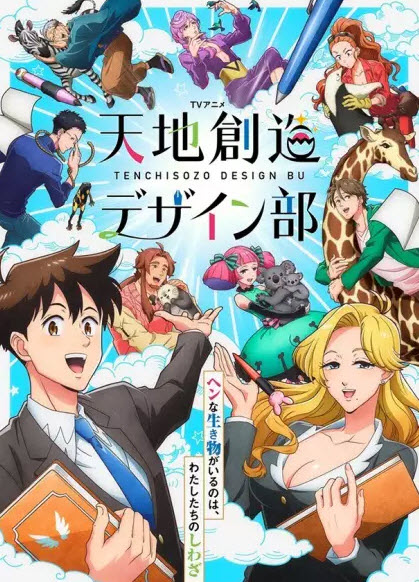 TVアニメ
天地創造
TENCHISOZO DESIGN BU
デザイン部
ヘンな生き物がいるのは、
わたしたちのしわざ